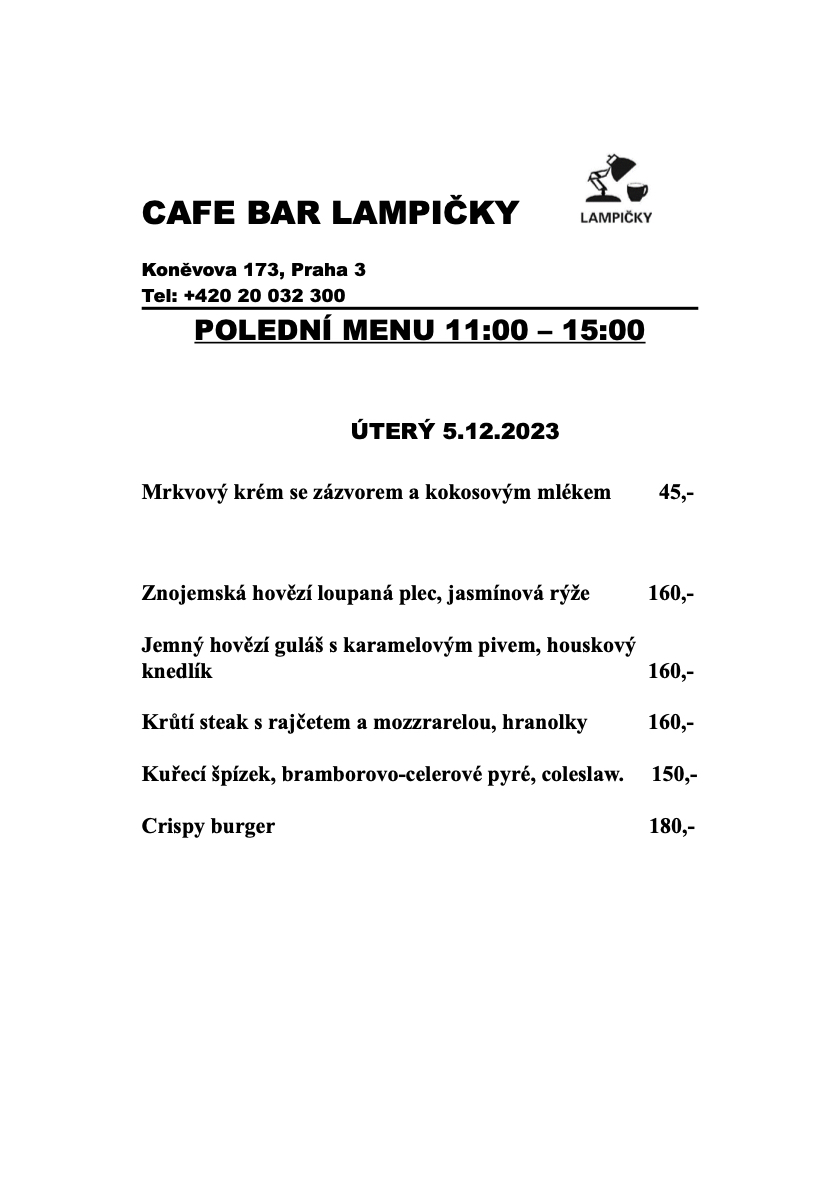 LAMPIČKY
CAFE BAR LAMPIČKY
Koněvova 173, Praha 3
Tel: +420 20 032 300
POLEDNÍ MENU 11:00 – 15:00
ÚTERÝ 5.12.2023
Mrkvový krém se zázvorem a kokosovým mlékem 45,-
Znojemská hovězí loupaná plec, jasmínová rýže 160,-
Jemný hovězí guláš s karamelovým pivem, houskový
knedlík 160,-
Krůtí steak s rajčetem a mozzrarelou, hranolky 160,-
Kuřecí špízek, bramborovo-celerové pyré, coleslaw. 150,-
Crispy burger 180,-